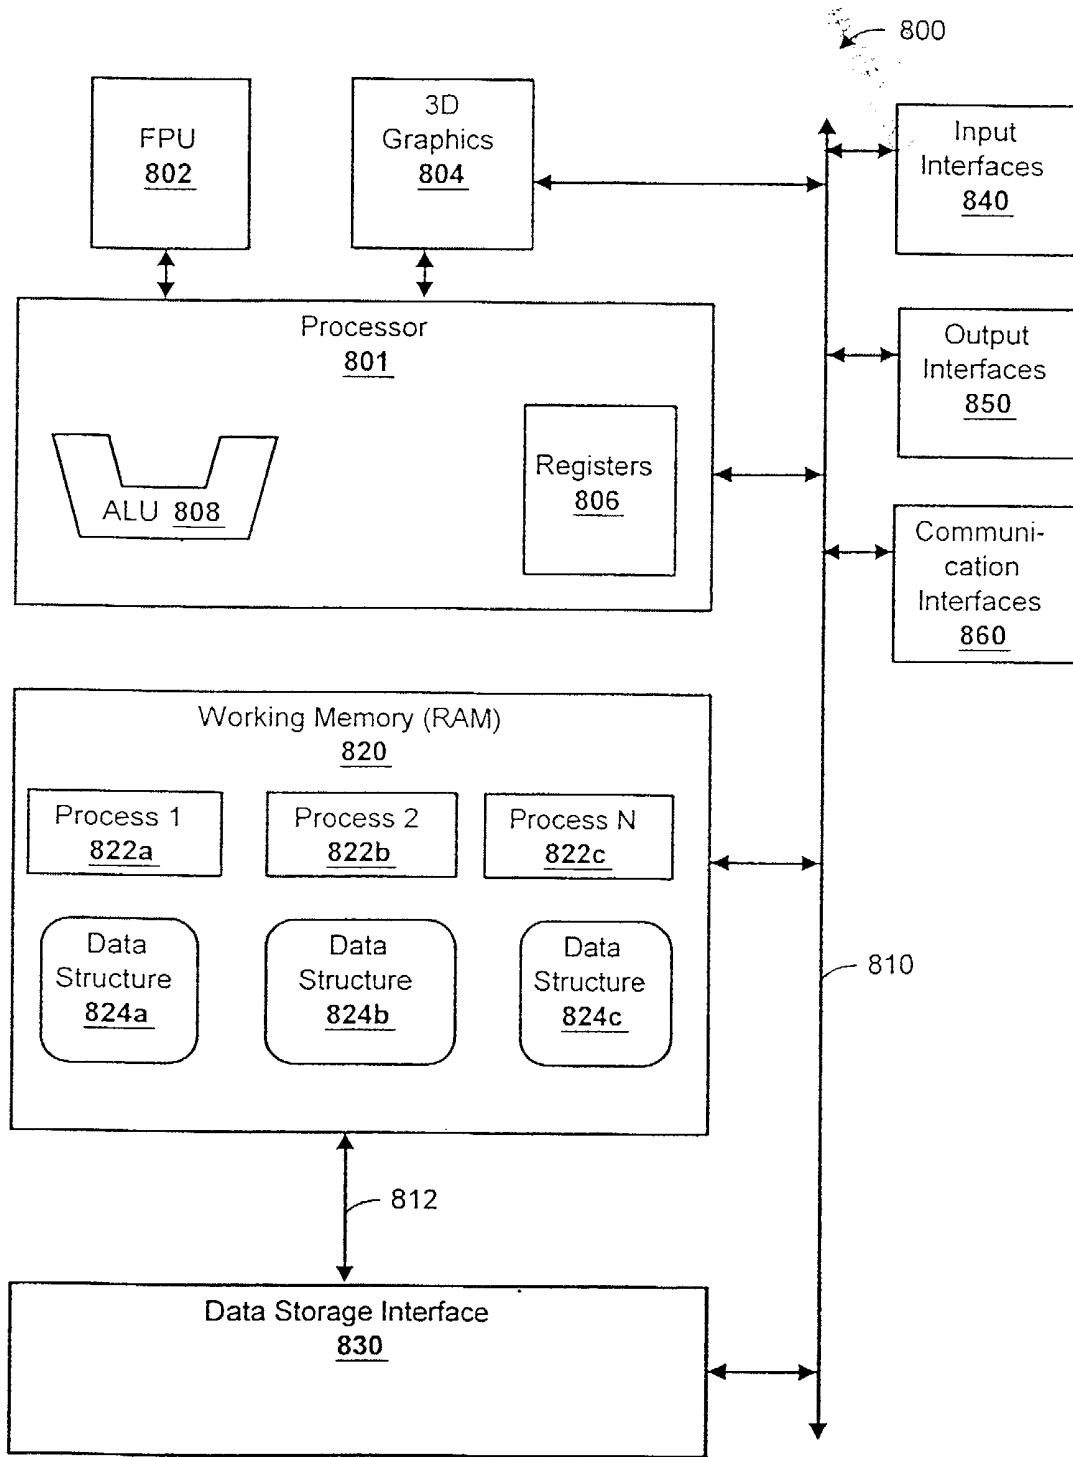 800
FPU
802
3D
Graphics
804
Input
Interfaces
840
Processor
801
Output
Interfaces
850
ALU 808
Registers
806
Communi-
cation
Interfaces
860
Working Memory (RAM)
820
Process 1
822a
Process 2
822b
Process N
822c
Data
Structure
824a
Data
Structure
824b
Data
Structure
824c
810
812
Data Storage Interface
830